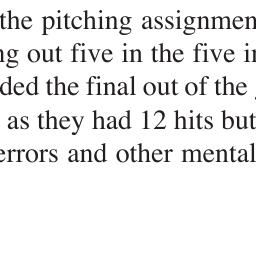 the pitching assignmen
ng out five in the five i
ded the final out of the
as they had 12 hits but
errors and other mental